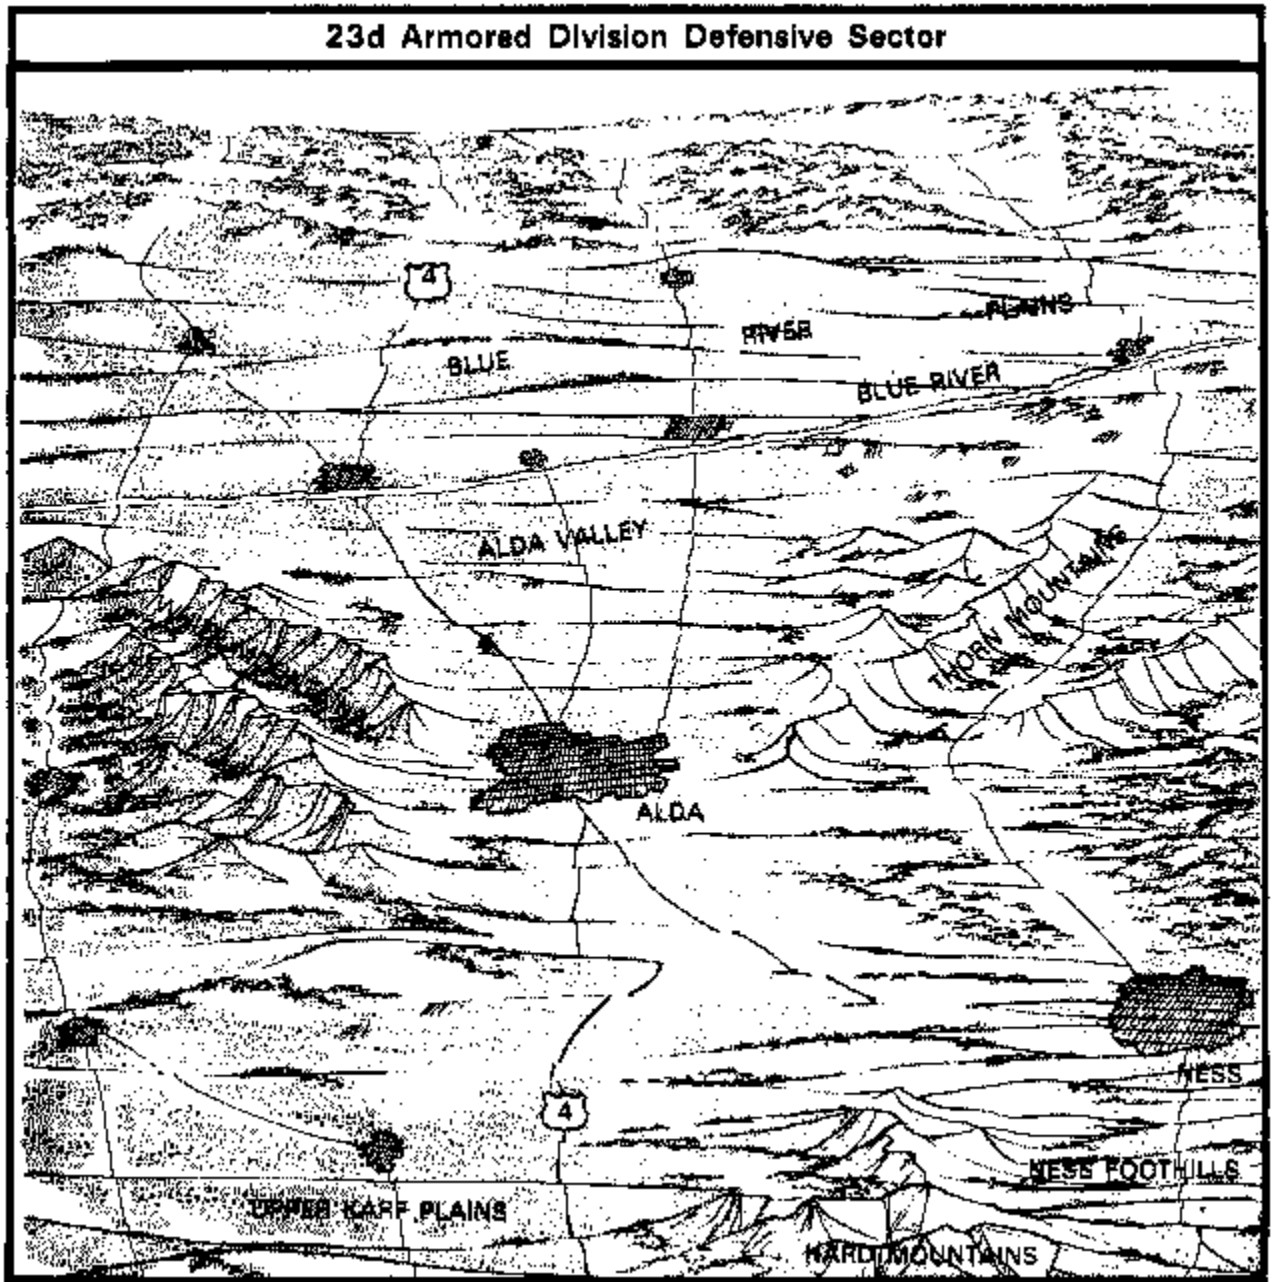 23d Armored Division Defensive Sector
4
PLAINS
RIVER
BLUE
BLUE RIVER
ALDA VALLEY
THORN MOUNTAINS
ALDA
NESS
4
NESS FOOTHILLS
UPPER KARF PLAINS
HARDT MOUNTAINS